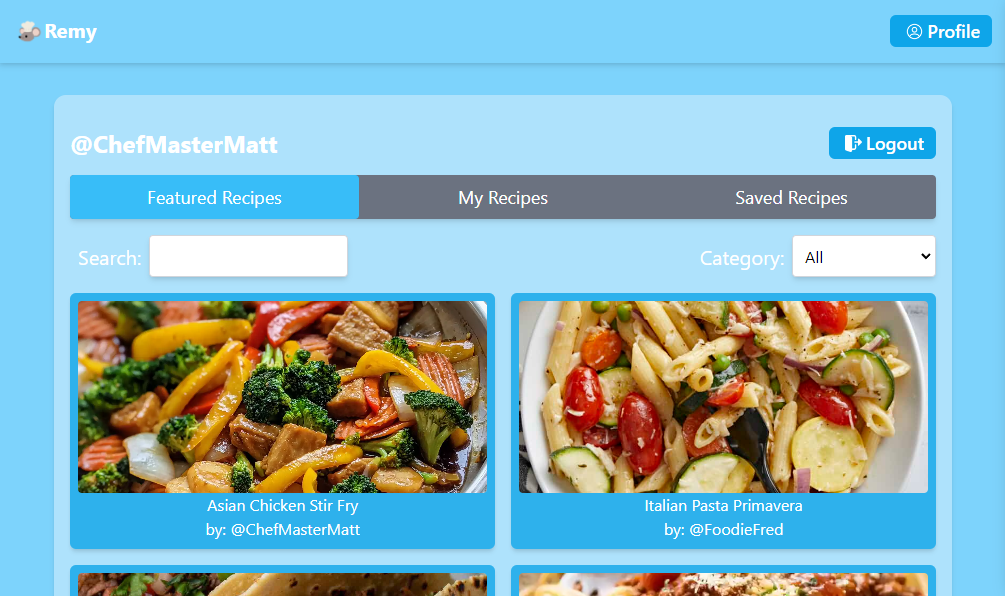 Remy
Profile
@ChefMasterMatt
Logout
Featured Recipes
My Recipes
Saved Recipes
Search:
Category:
All
Asian Chicken Stir Fry
by: @ChefMasterMatt
Italian Pasta Primavera
by: @FoodieFred